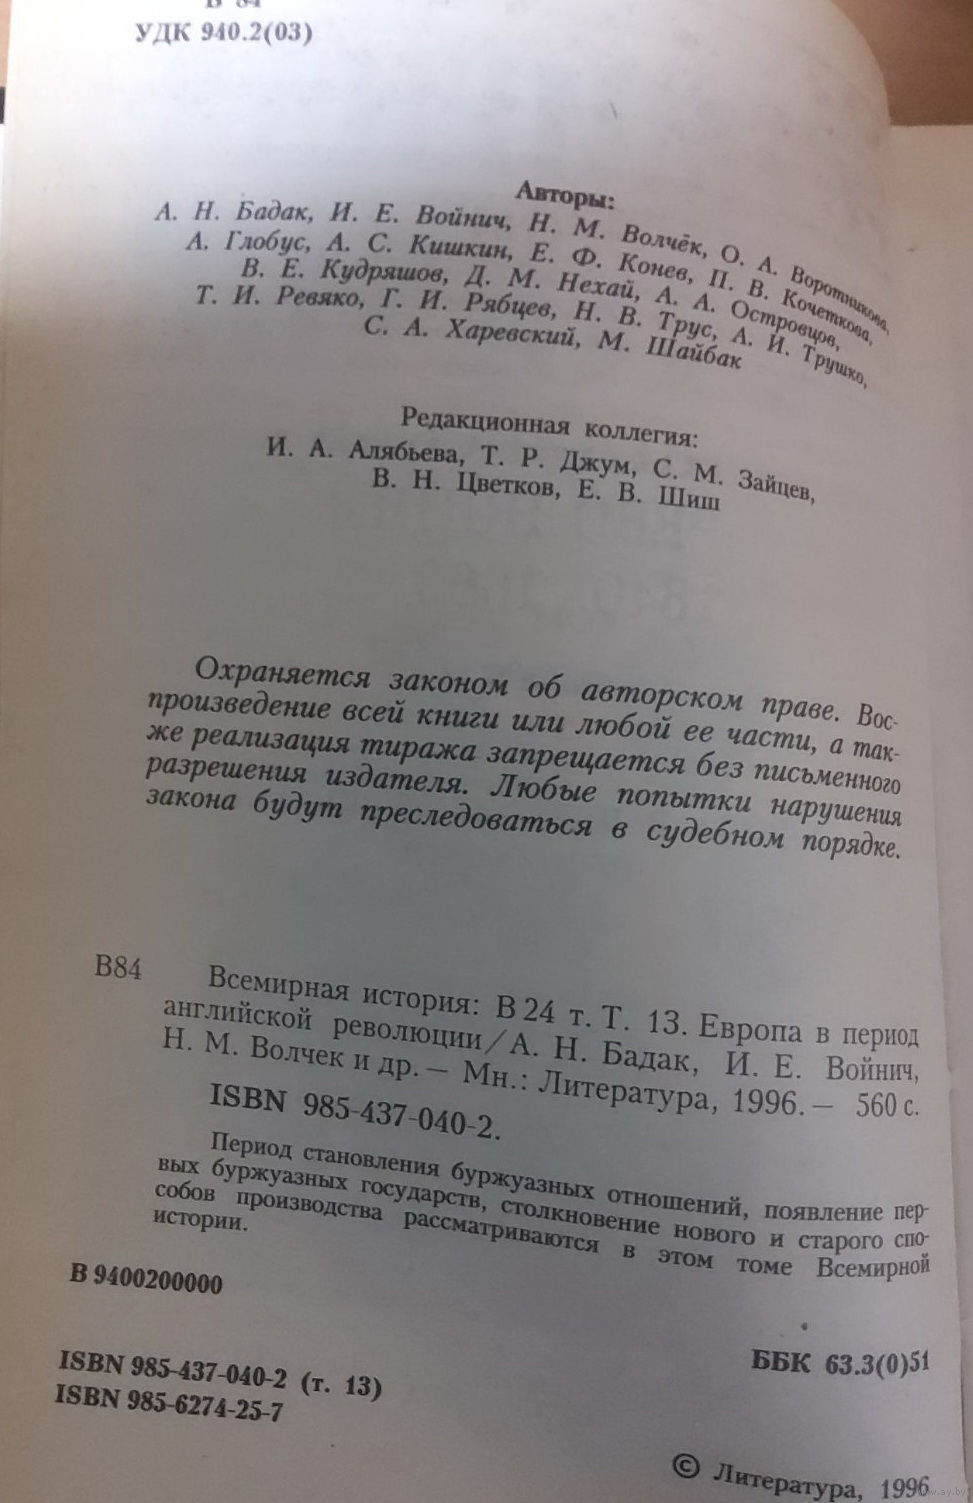 В 84
УДК 940.2(03)
Авторы:
А. Н. Бадак, И. Е. Войнич, Н. М. Волчёк, О. А. Воротникова,
А. Глобус, А. С. Кишкин, Е. Ф. Конев, П. В. Кочеткова,
В. Е. Кудряшов, Д. М. Нехай, А. А. Островцов,
Т. И. Ревяко, Г. И. Рябцев, Н. В. Трус, А. И. Трушко,
С. А. Харевский, М. Шайбак
Редакционная коллегия:
И. А. Алябьева, Т. Р. Джум, С. М. Зайцев,
В. Н. Цветков, Е. В. Шиш
Охраняется законом об авторском праве. Вос-
произведение всей книги или любой ее части, а так-
же реализация тиража запрещается без письменного
разрешения издателя. Любые попытки нарушения
закона будут преследоваться в судебном порядке.
В84 Всемирная история: В 24 т. Т. 13. Европа в период
английской революции/А. Н. Бадак, И. Е. Войнич,
Н. М. Волчек и др. — Мн.: Литература, 1996. — 560 с.
ISBN 985-437-040-2.
Период становления буржуазных отношений, появление пер-
вых буржуазных государств, столкновение нового и старого спо-
собов производства рассматриваются в этом томе Всемирной
истории.
В 9400200000
ББК 63.3(0)51
ISBN 985-437-040-2 (т. 13)
ISBN 985-6274-25-7
© Литература, 1996
www.ay.by